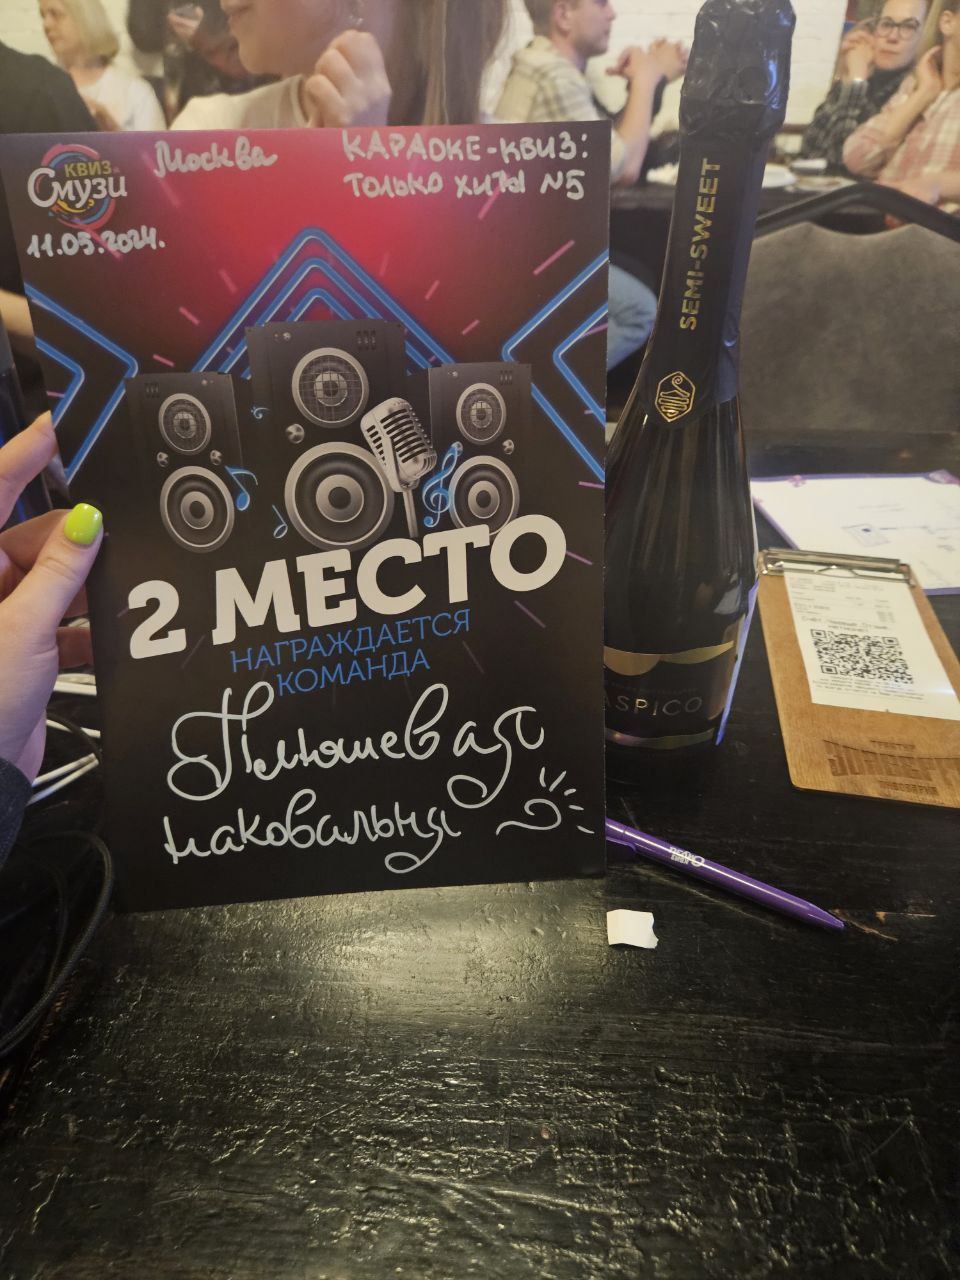 КВИЗ
Смузи
Москва
КАРАОКЕ-КВИЗ:
ТОЛЬКО ХИТЫ №5
11.05.2024.
2 МЕСТО
НАГРАЖДАЕТСЯ
КОМАНДА
Плюшевая
наковальня
SEMI-SWEET
ASPICO